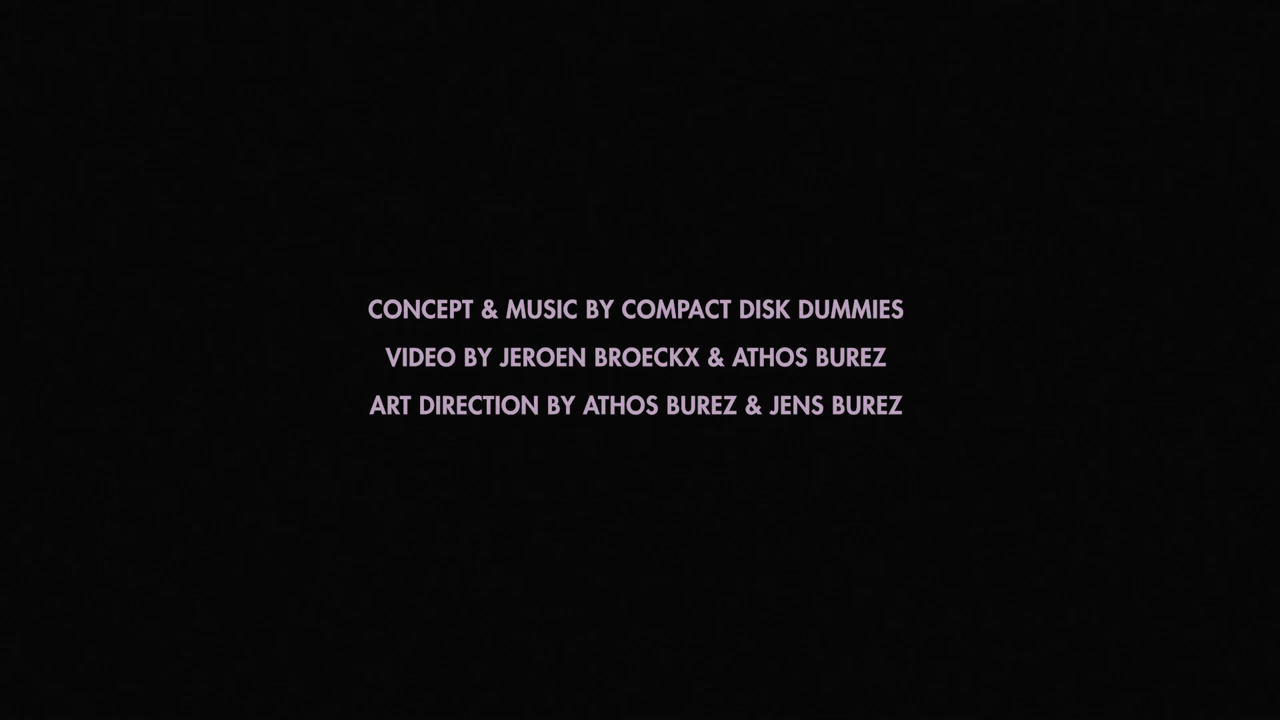 CONCEPT & MUSIC BY COMPACT DISK DUMMIES
VIDEO BY JEROEN BROECKX & ATHOS BUREZ
ART DIRECTION BY ATHOS BUREZ & JENS BUREZ